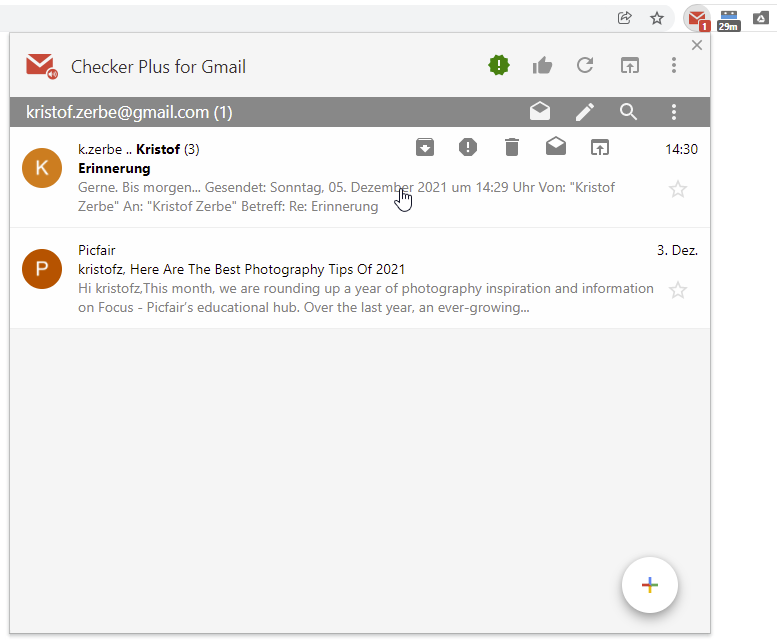 1
29m
Checker Plus for Gmail
kristof.zerbe@gmail.com (1)
K
k.zerbe .. Kristof (3)
14:30
Erinnerung
Gerne. Bis morgen... Gesendet: Sonntag, 05. Dezember 2021 um 14:29 Uhr Von: "Kristof
Zerbe" An: "Kristof Zerbe" Betreff: Re: Erinnerung
P
Picfair
3. Dez.
kristofz, Here Are The Best Photography Tips Of 2021
Hi kristofz,This month, we are rounding up a year of photography inspiration and information
on Focus - Picfair's educational hub. Over the last year, an ever-growing...